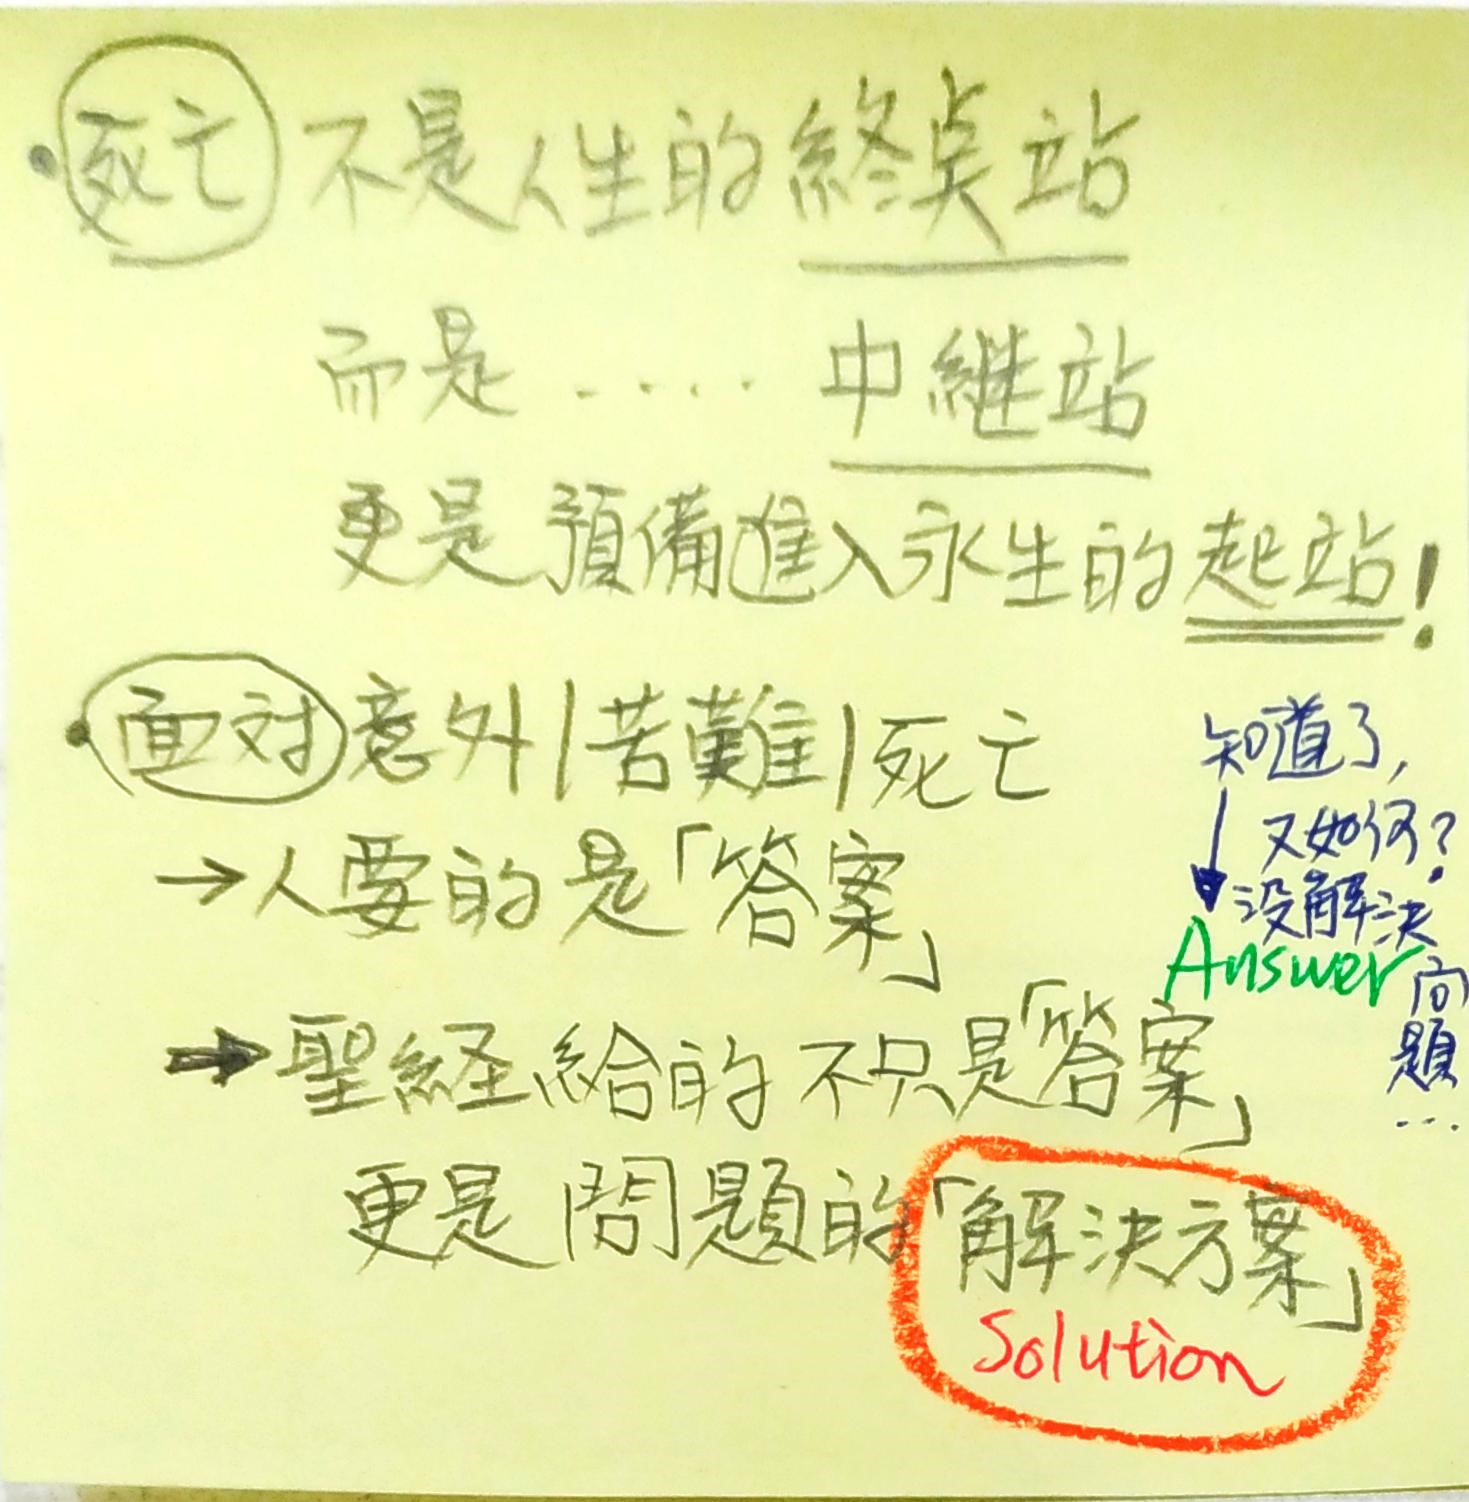 •死亡不是人生的終点站
而是.....中継站
更是預備進入永生的起站!
•面对意外|苦難|死亡
→人要的是「答案」
➡聖経給的不只是「答案」
更是問題的「解決方案」
Solution
知道了,
又如何?
没解決
問
題
...
Answer